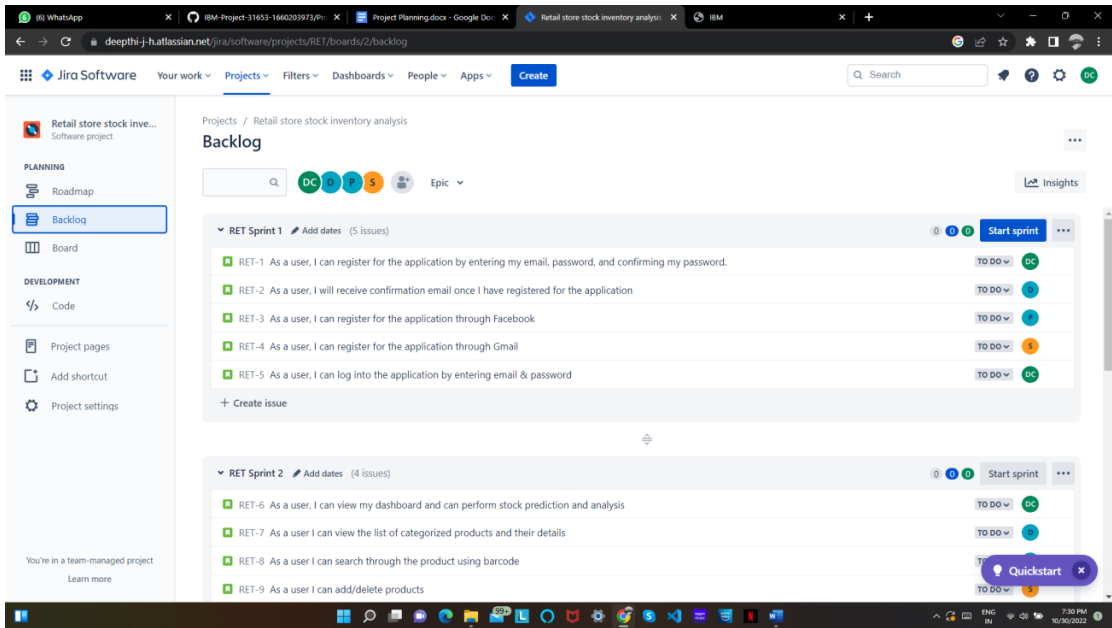 (6) WhatsApp
IBM-Project-31653-1660203973/Pro
Project Planning.docx - Google Doc
Retail store stock inventory analysis
IBM
deepthi-j-h.atlassian.net/jira/software/projects/RET/boards/2/backlog
Jira Software Your work Projects Filters Dashboards People Apps Create Search DC
Retail store stock inve...
Software project
PLANNING
Roadmap
Backlog
Board
DEVELOPMENT
Code
Project pages
Add shortcut
Project settings
You're in a team-managed project
Learn more
Projects / Retail store stock inventory analysis
Backlog
DC D P S Epic Insights
RET Sprint 1 Add dates (5 issues) 0 0 0 Start sprint
RET-1 As a user, I can register for the application by entering my email, password, and confirming my password. TO DO DC
RET-2 As a user, I will receive confirmation email once I have registered for the application TO DO D
RET-3 As a user, I can register for the application through Facebook TO DO P
RET-4 As a user, I can register for the application through Gmail TO DO S
RET-5 As a user, I can log into the application by entering email & password TO DO DC
+ Create issue
RET Sprint 2 Add dates (4 issues) 0 0 0 Start sprint
RET-6 As a user, I can view my dashboard and can perform stock prediction and analysis TO DO DC
RET-7 As a user I can view the list of categorized products and their details TO DO D
RET-8 As a user I can search through the product using barcode
RET-9 As a user I can add/delete products TO DO S
Quickstart
99+
ENG
IN
7:30 PM
10/30/2022
1